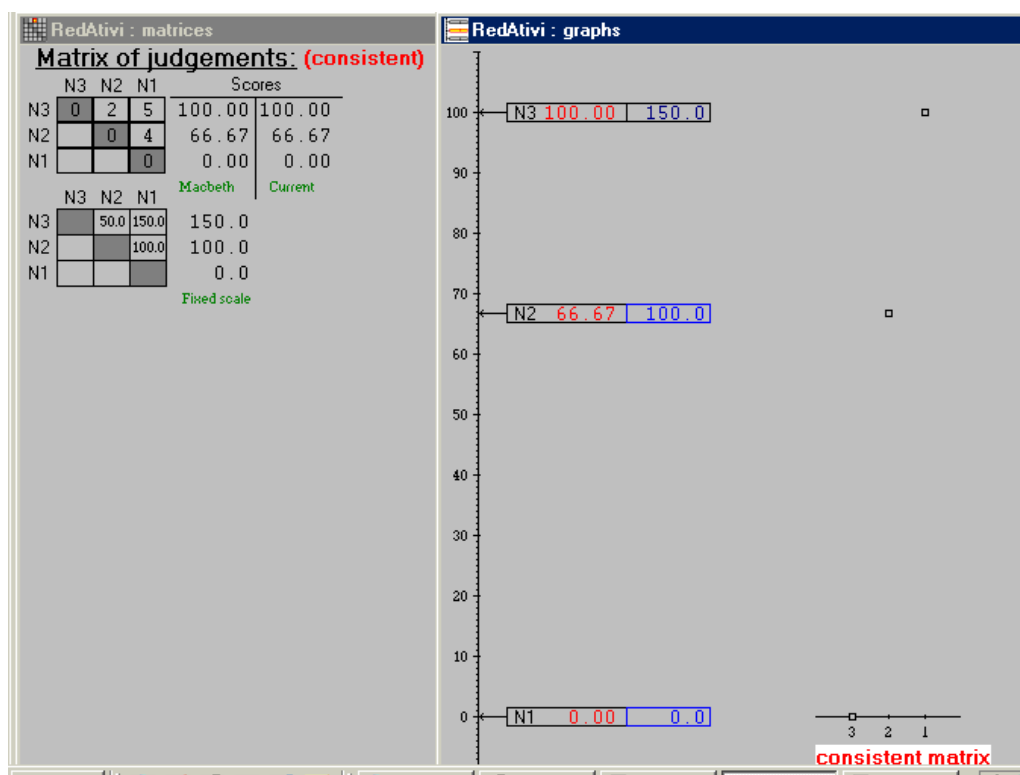 RedAtivi : matrices
Matrix of judgements: (consistent)
N3 N2 N1 Scores
N3 0 2 5 100.00 100.00
N2 0 4 66.67 66.67
N1 0 0.00 0.00
Macbeth Current
N3 N2 N1
N3 50.0 150.0 150.0
N2 100.0 100.0
N1 0.0
Fixed scale
RedAtivi : graphs
100 N3 100.00 150.0
90
80
70
N2 66.67 100.0
60
50
40
30
20
10
0 N1 0.00 0.0
3 2 1
consistent matrix